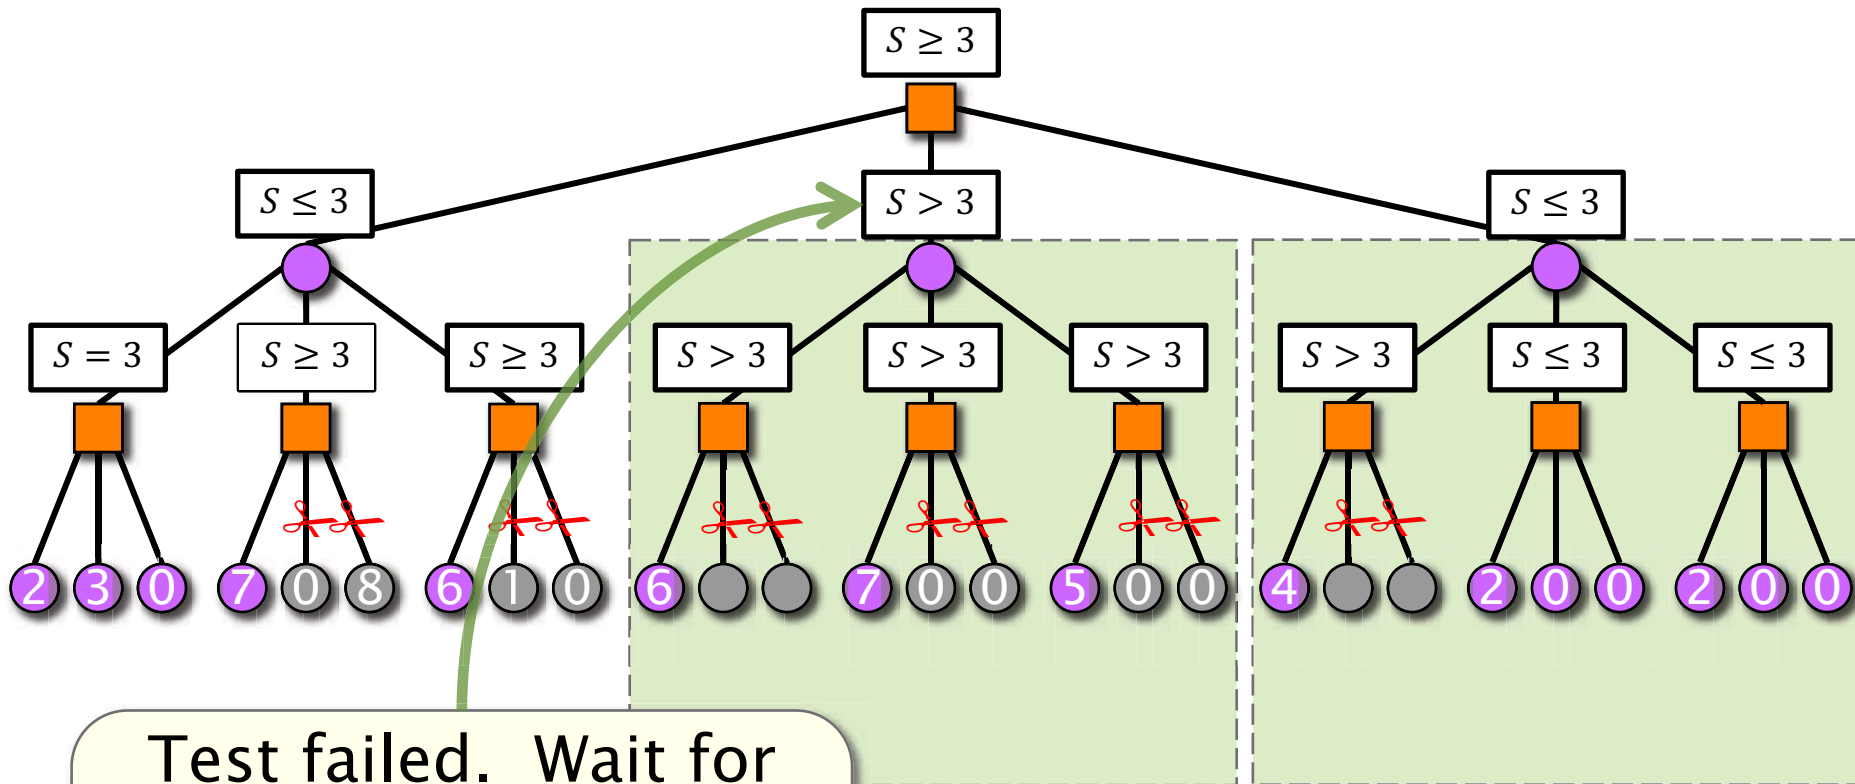 S ≥ 3
S ≤ 3 S > 3 S ≤ 3
S = 3 S ≥ 3 S ≥ 3 S > 3 S > 3 S > 3 S > 3 S ≤ 3 S ≤ 3
2 3 0 7 0 8 6 1 0 6 7 0 0 5 0 0 4 2 0 0 2 0 0
Test failed. Wait for